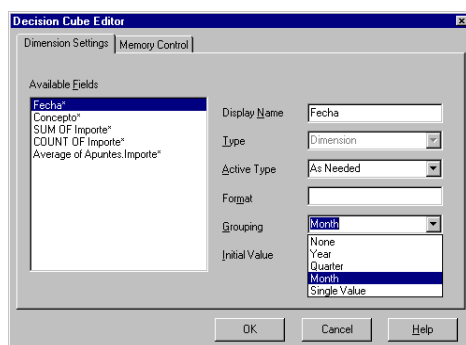 Decision Cube Editor
Dimension Settings
Memory Control
Available Fields
Fecha*
Concepto*
SUM OF Importe*
COUNT OF Importe*
Average of Apuntes.Importe*
Display Name
Fecha
Type
Dimension
Active Type
As Needed
Format
Grouping
Month
None
Year
Quarter
Month
Single Value
Initial Value
OK
Cancel
Help